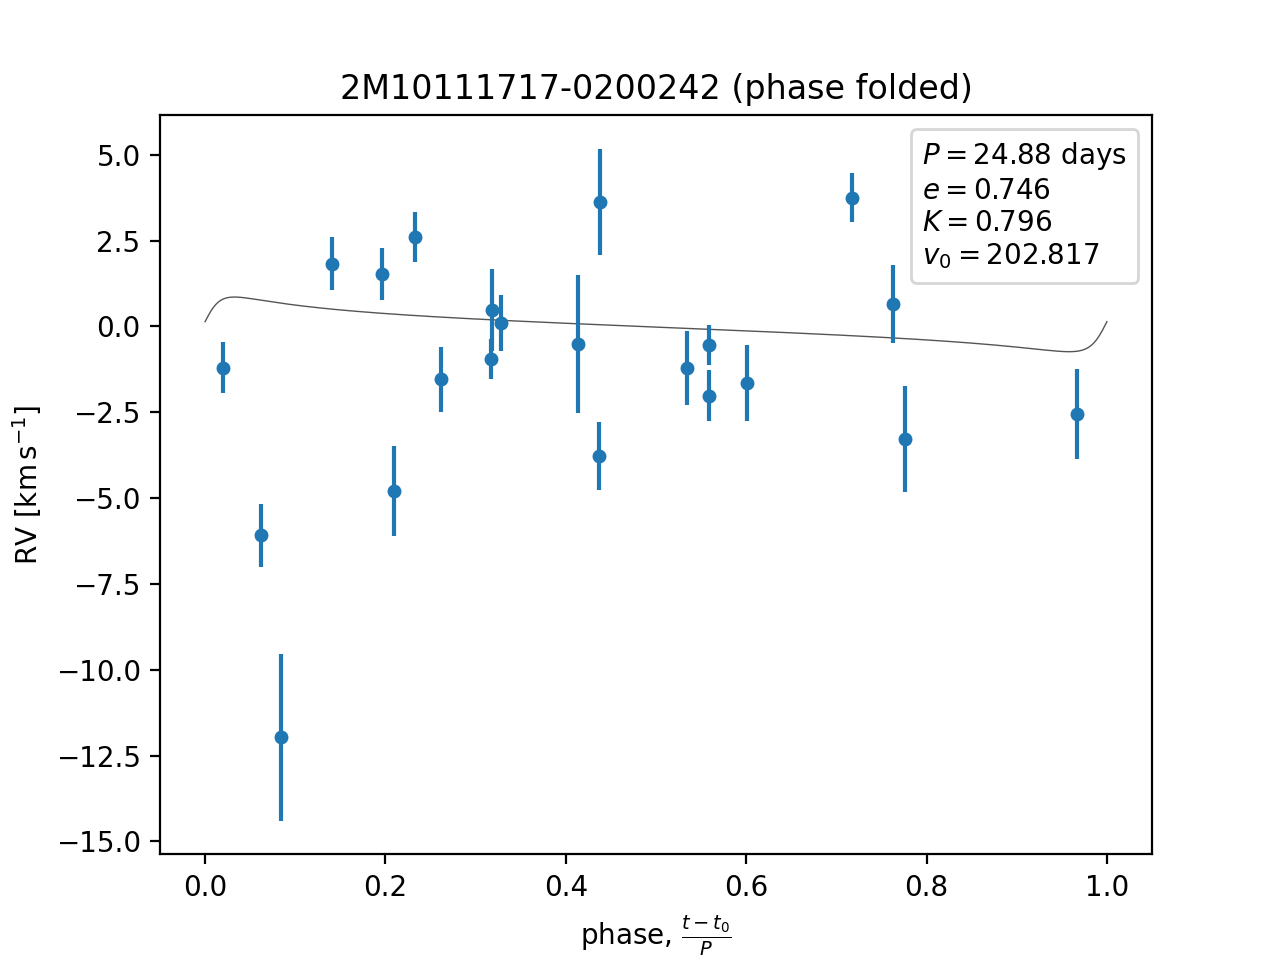 2M10111717-0200242 (phase folded)
P = 24.88 days
e = 0.746
K = 0.796
v₀ = 202.817
5.0
2.5
0.0
−2.5
−5.0
−7.5
−10.0
−12.5
−15.0
RV [km s⁻¹]
0.0 0.2 0.4 0.6 0.8 1.0
phase, (t − t₀)/P